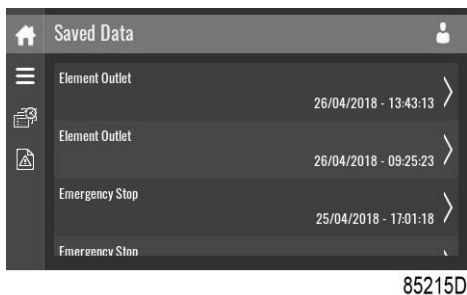 Saved Data
Element Outlet
26/04/2018 - 13:43:13
Element Outlet
26/04/2018 - 09:25:23
Emergency Stop
25/04/2018 - 17:01:18
Emergency Stop
85215D